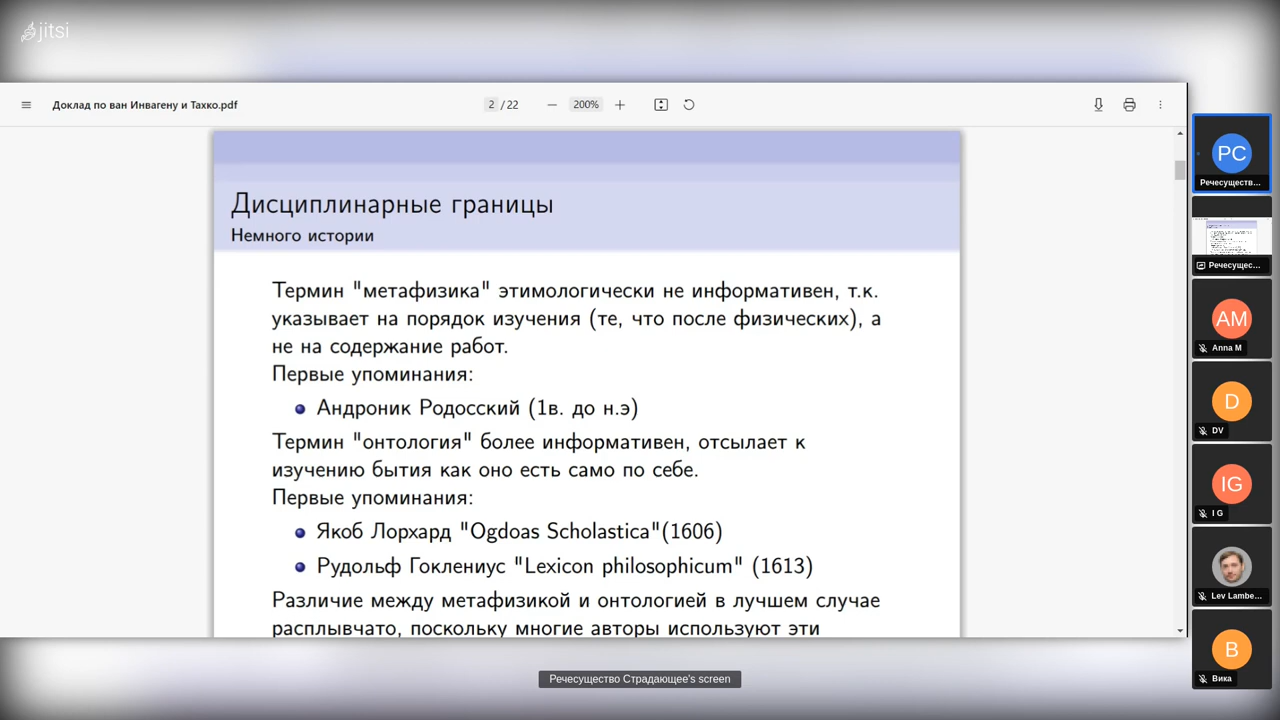 jitsi
Доклад по ван Инвагену и Тахко.pdf
2 / 22
200%
Дисциплинарные границы
Немного истории
Термин "метафизика" этимологически не информативен, т.к.
указывает на порядок изучения (те, что после физических), а
не на содержание работ.
Первые упоминания:
Андроник Родосский (1в. до н.э)
Термин "онтология" более информативен, отсылает к
изучению бытия как оно есть само по себе.
Первые упоминания:
Якоб Лорхард "Ogdoas Scholastica"(1606)
Рудольф Гоклениус "Lexicon philosophicum" (1613)
Различие между метафизикой и онтологией в лучшем случае
расплывчато, поскольку многие авторы используют эти
PC
Речесуществ...
Речесущес...
AM
Anna M
D
DV
IG
I G
Lev Lambe...
B
Вика
Речесущество Страдающее's screen